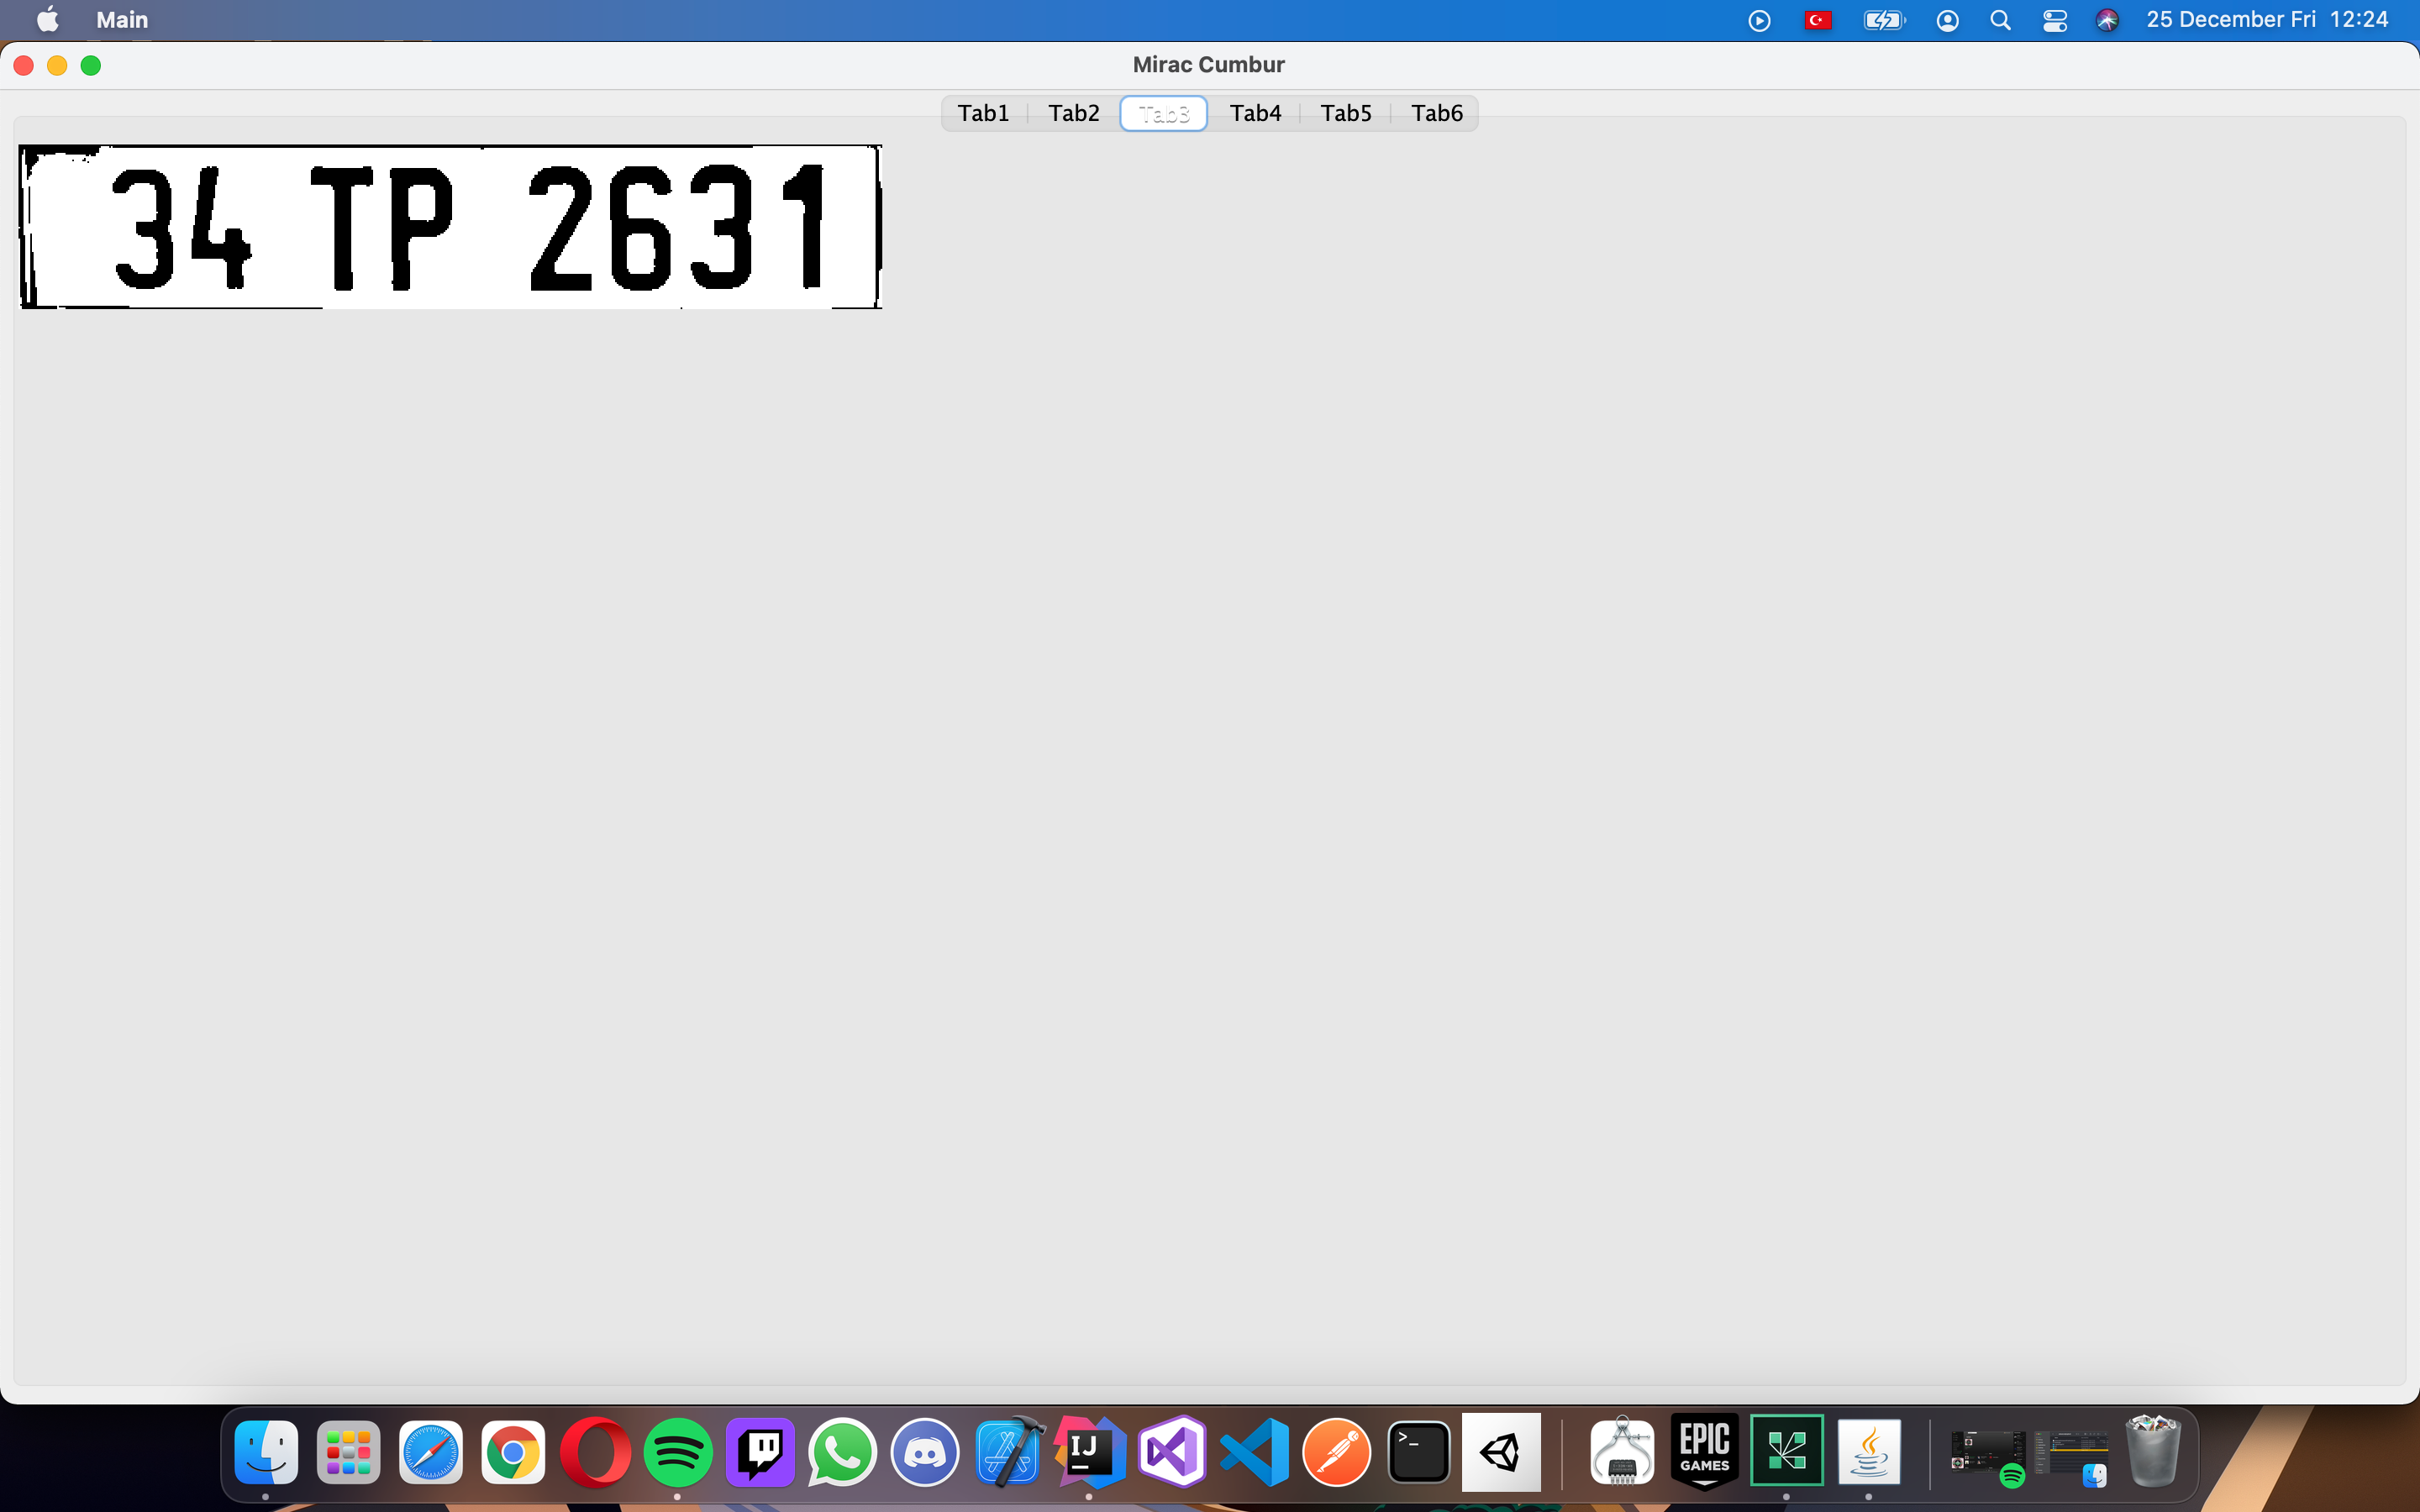 Main
25 December Fri 12:24
Mirac Cumbur
Tab1 Tab2 Tab3 Tab4 Tab5 Tab6
34 TP 2631
IJ
>_
EPIC
GAMES